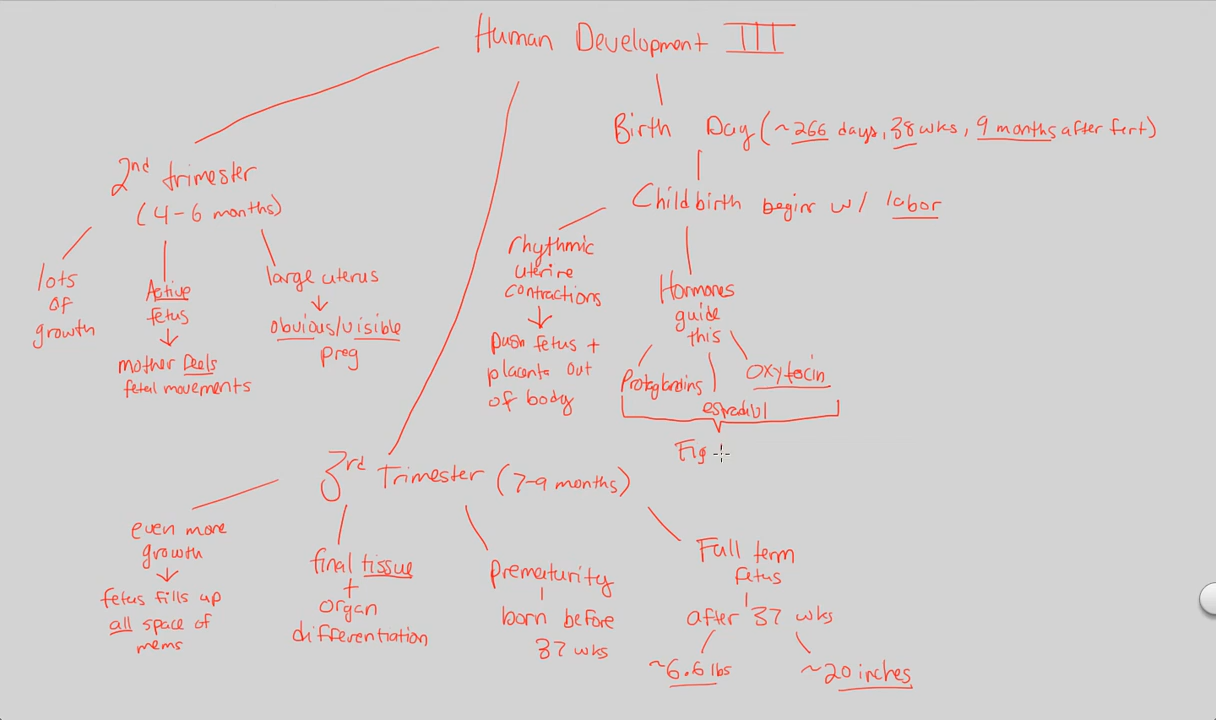 Human Development III
Birth Day (~266 days, 38 wks, 9 months after fert)
Childbirth begins w/ labor
rhythmic
uterine
contractions
push fetus +
placenta out
of body
Hormones
guide
this
Protaglandins
estradiol
oxytocin
Fig
2nd trimester
(4-6 months)
lots
of
growth
Active
fetus
mother feels
fetal movements
large uterus
obvious/visible
preg
3rd Trimester (7-9 months)
even more
growth
fetus fills up
all space of
mems
final tissue
+
organ
differentiation
Prematurity
born before
37 wks
Full term
fetus
after 37 wks
~6.6 lbs
~20 inches